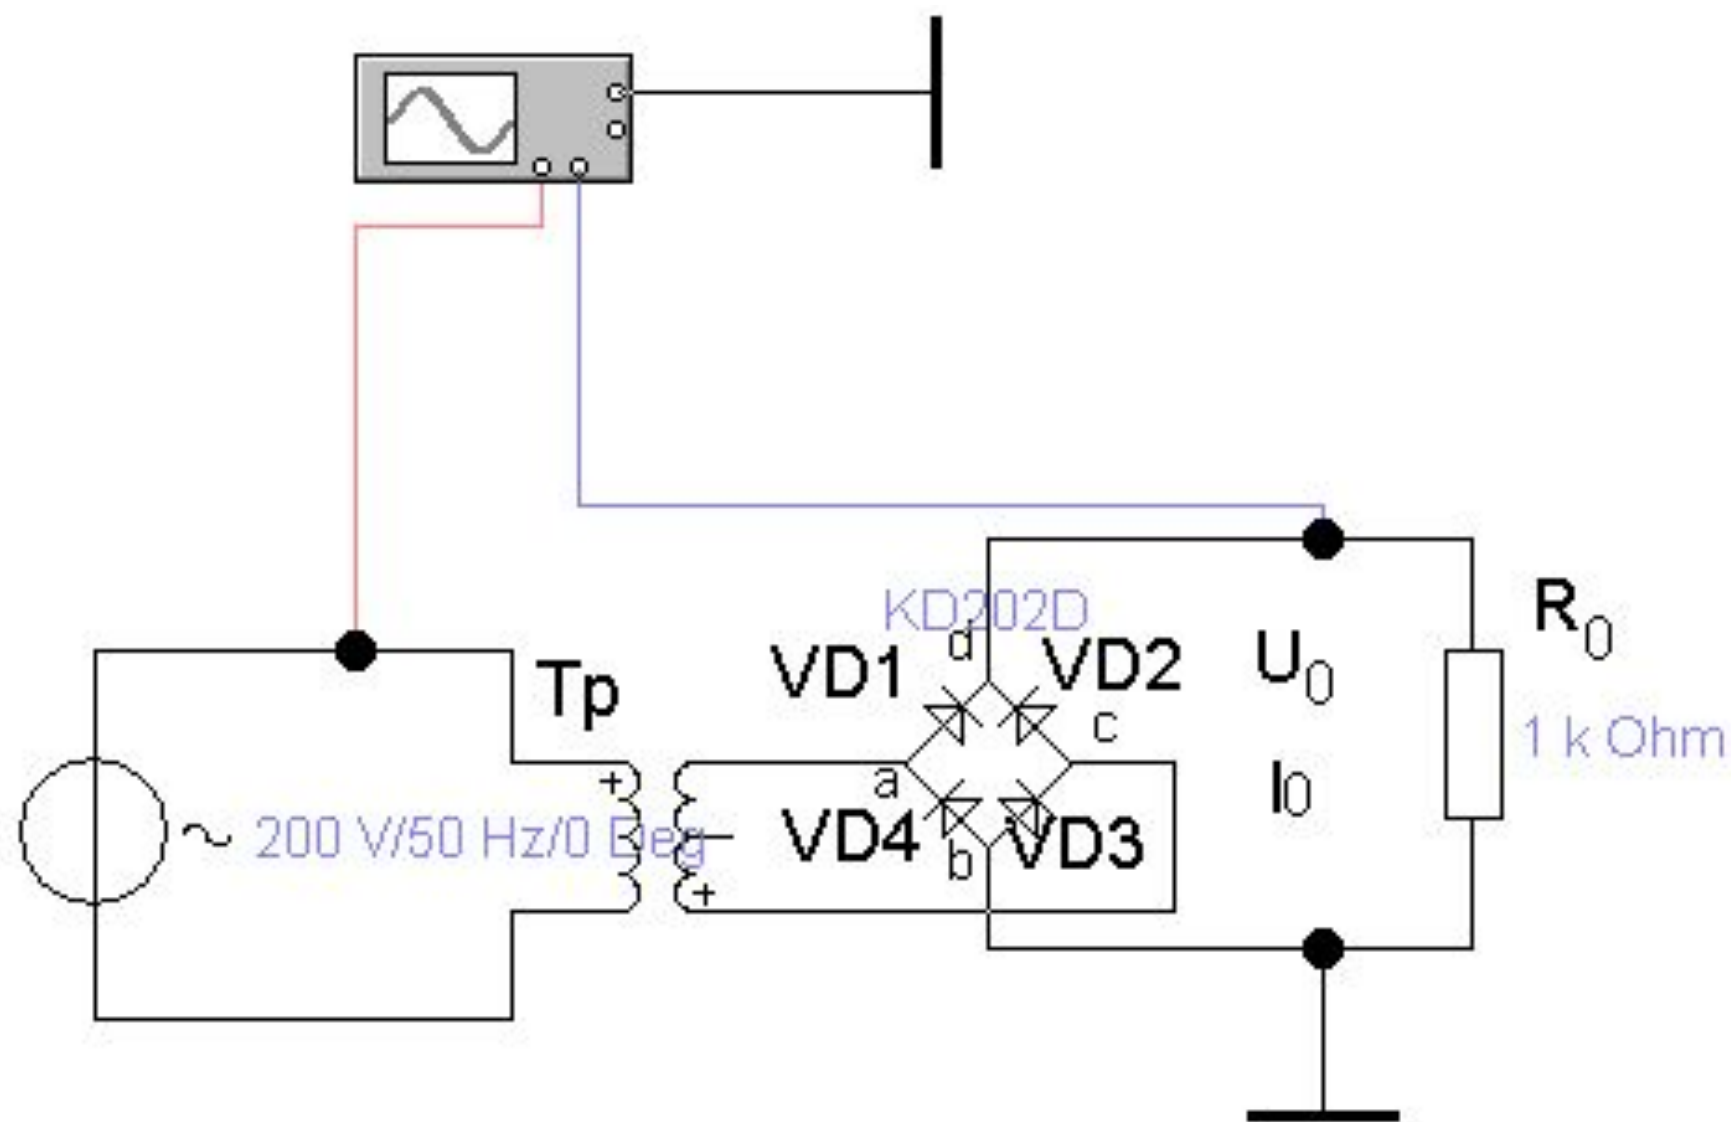 KD202D
d
VD1
VD2
R0
U0
Tp
c
1 k Ohm
+
a
I0
~ 200 V/50 Hz/0 Deg
VD4
b
VD3
+